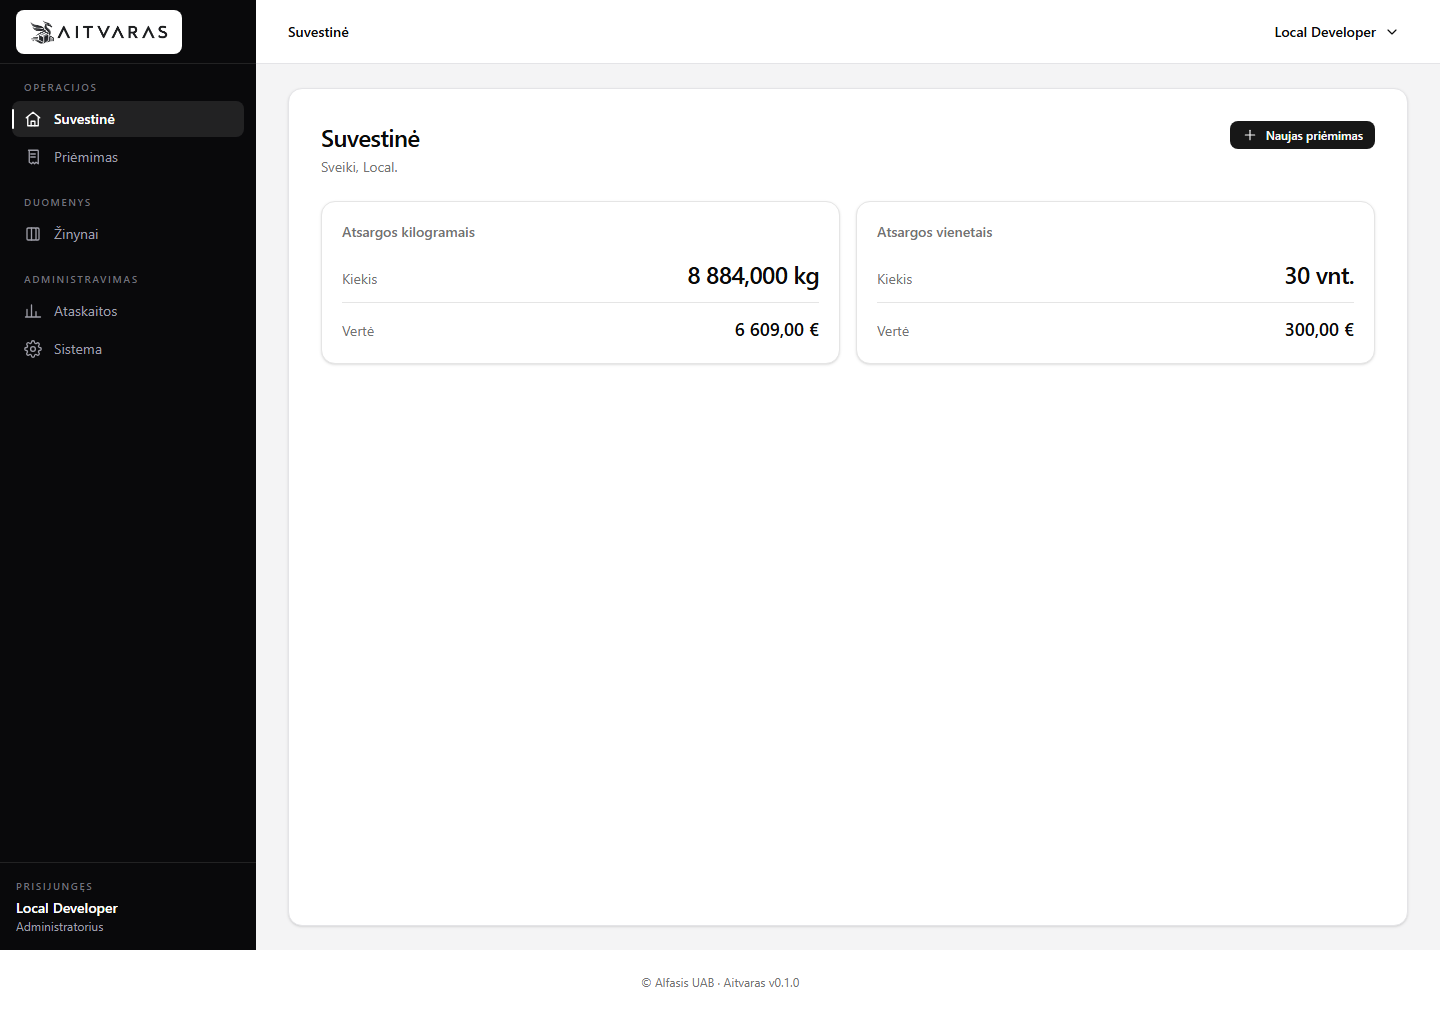 AITVARAS
OPERACIJOS
Suvestinė
Priėmimas
DUOMENYS
Žinynai
ADMINISTRAVIMAS
Ataskaitos
Sistema
PRISIJUNGĘS
Local Developer
Administratorius
Suvestinė
Local Developer
Suvestinė
Sveiki, Local.
Naujas priėmimas
Atsargos kilogramais
Kiekis 8 884,000 kg
Vertė 6 609,00 €
Atsargos vienetais
Kiekis 30 vnt.
Vertė 300,00 €
© Alfasis UAB · Aitvaras v0.1.0